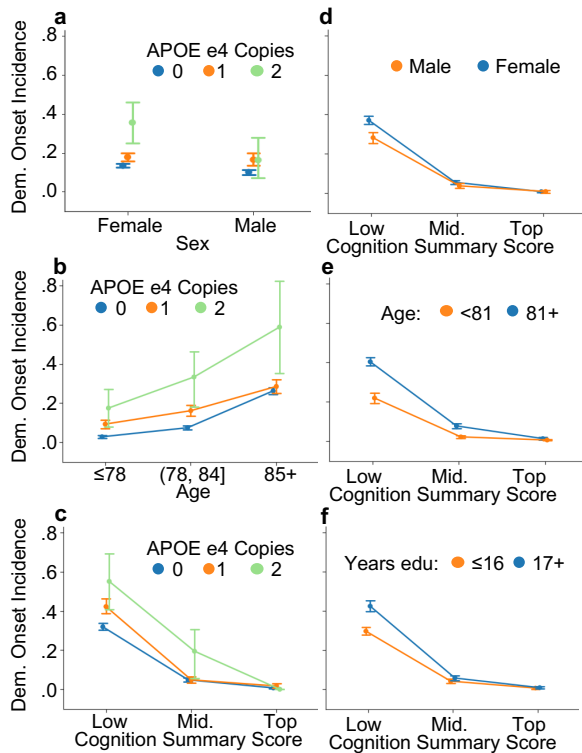 a
Dem. Onset Incidence
.8
.6
.4
.2
.0
APOE e4 Copies
0 1 2
Female Male
Sex
b
Dem. Onset Incidence
.8
.6
.4
.2
.0
APOE e4 Copies
0 1 2
≤78 (78, 84] 85+
Age
c
Dem. Onset Incidence
.8
.6
.4
.2
.0
APOE e4 Copies
0 1 2
Low Mid. Top
Cognition Summary Score
d
Male Female
Low Mid. Top
Cognition Summary Score
e
Age: <81 81+
Low Mid. Top
Cognition Summary Score
f
Years edu: ≤16 17+
Low Mid. Top
Cognition Summary Score